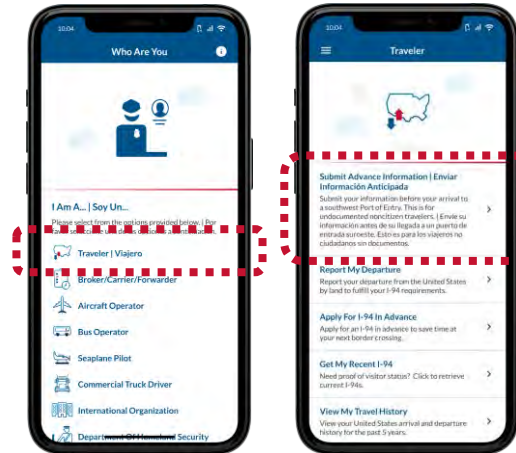 10:04
Who Are You
I Am A... | Soy Un...
Please select from the options provided below. | Por
Traveler | Viajero
Broker/Carrier/Forwarder
Aircraft Operator
Bus Operator
Seaplane Pilot
Commercial Truck Driver
International Organization
Department Of Homeland Security
10:04
Traveler
Submit Advance Information | Enviar
Información Anticipada
Submit your information before your arrival to
a southwest Port of Entry. This is for
undocumented noncitizen travelers. | Envíe su
información antes de su llegada a un puerto de
entrada suroeste. Esto es para los viajeros no
ciudadanos sin documentos.
Report My Departure
Report your departure from the United States
by land to fulfill your I-94 requirements.
Apply For I-94 In Advance
Apply for an I-94 in advance to save time at
your next border crossing.
Get My Recent I-94
Need proof of visitor status? Click to retrieve
current I-94s.
View My Travel History
View your United States arrival and departure
history for the past 5 years.